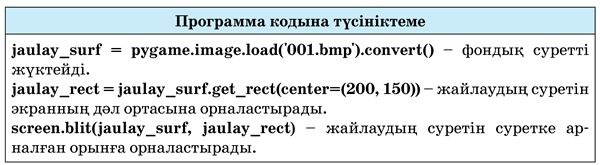 Программа кодына түсініктеме
jaulay_surf = pygame.image.load('001.bmp').convert() – фондық суретті
жүктейді.
jaulay_rect = jaulay_surf.get_rect(center=(200, 150)) – жайлаудың суретін
экранның дәл ортасына орналастырады.
screen.blit(jaulay_surf, jaulay_rect) – жайлаудың суретін суретке ар-
налған орынға орналастырады.